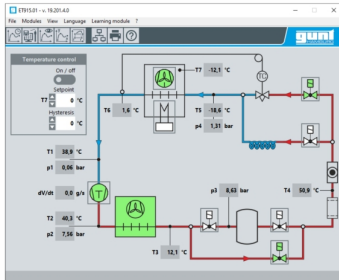 ET915.01 - v. 19.201.4.0
File Modules View Language Learning module ?
gunt
Temperature control
On / off
Setpoint
T7 0 °C
Hysteresis
0 °C
T7 -12,1 °C
TC
T6 1,6 °C
T5 -18,6 °C
p4 1,31 bar
M
T1 38,9 °C
p1 0,06 bar
dV/dt 0,0 g/s
T
T2 40,3 °C
p2 7,56 bar
p3 8,63 bar
T4 50,9 °C
T3 12,1 °C